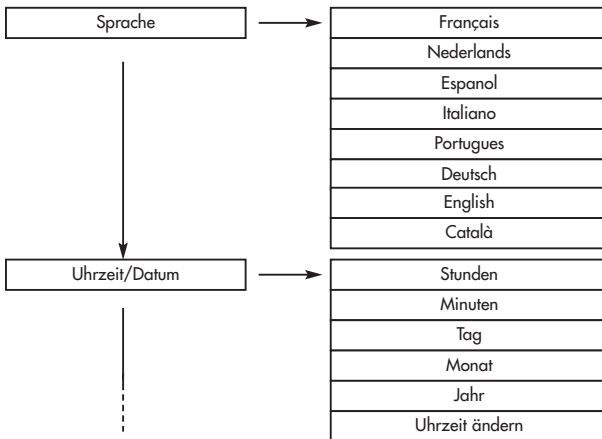 Sprache
Français
Nederlands
Espanol
Italiano
Portugues
Deutsch
English
Català
Uhrzeit/Datum
Stunden
Minuten
Tag
Monat
Jahr
Uhrzeit ändern